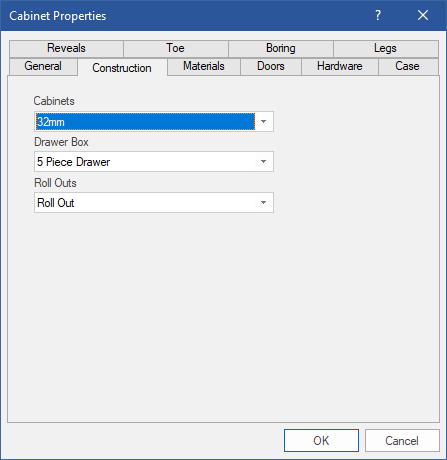 Cabinet Properties ?
Reveals Toe Boring Legs
General Construction Materials Doors Hardware Case
Cabinets
32mm
Drawer Box
5 Piece Drawer
Roll Outs
Roll Out
OK Cancel